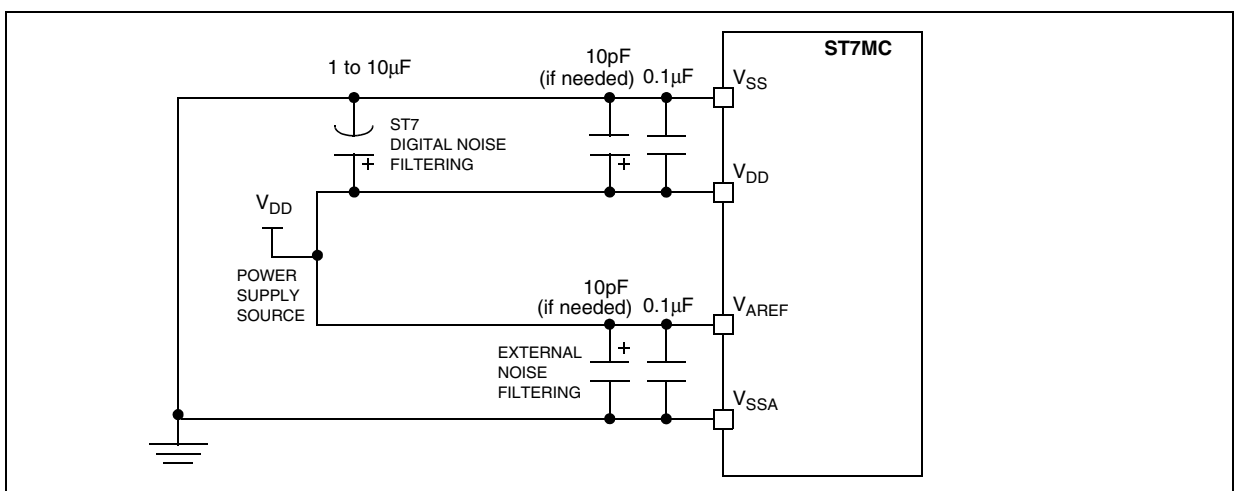 ST7MC
10pF
(if needed) 0.1μF
1 to 10μF
VSS
ST7
DIGITAL NOISE
FILTERING
+
+
VDD
VDD
POWER
SUPPLY
SOURCE
10pF
(if needed) 0.1μF
VAREF
+
EXTERNAL
NOISE
FILTERING
VSSA